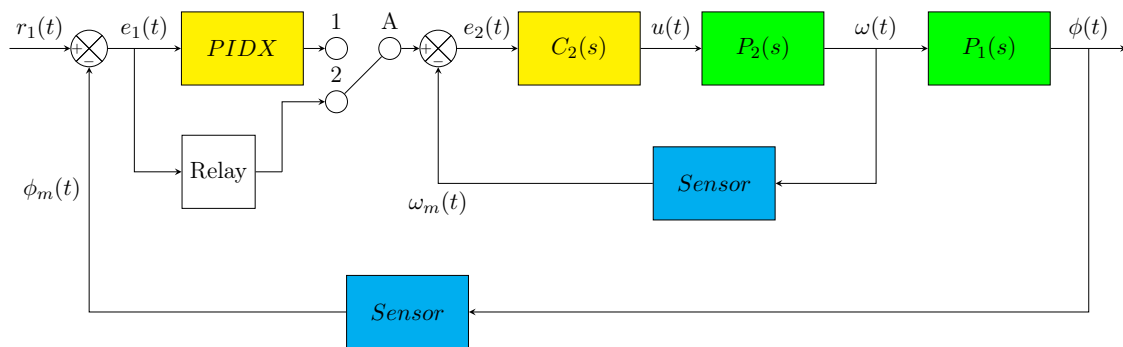 r₁(t)
+
−
e₁(t)
PIDX
1
2
A
+
−
e₂(t)
C₂(s)
u(t)
P₂(s)
ω(t)
P₁(s)
ϕ(t)
Relay
Sensor
ϕₘ(t)
ωₘ(t)
Sensor